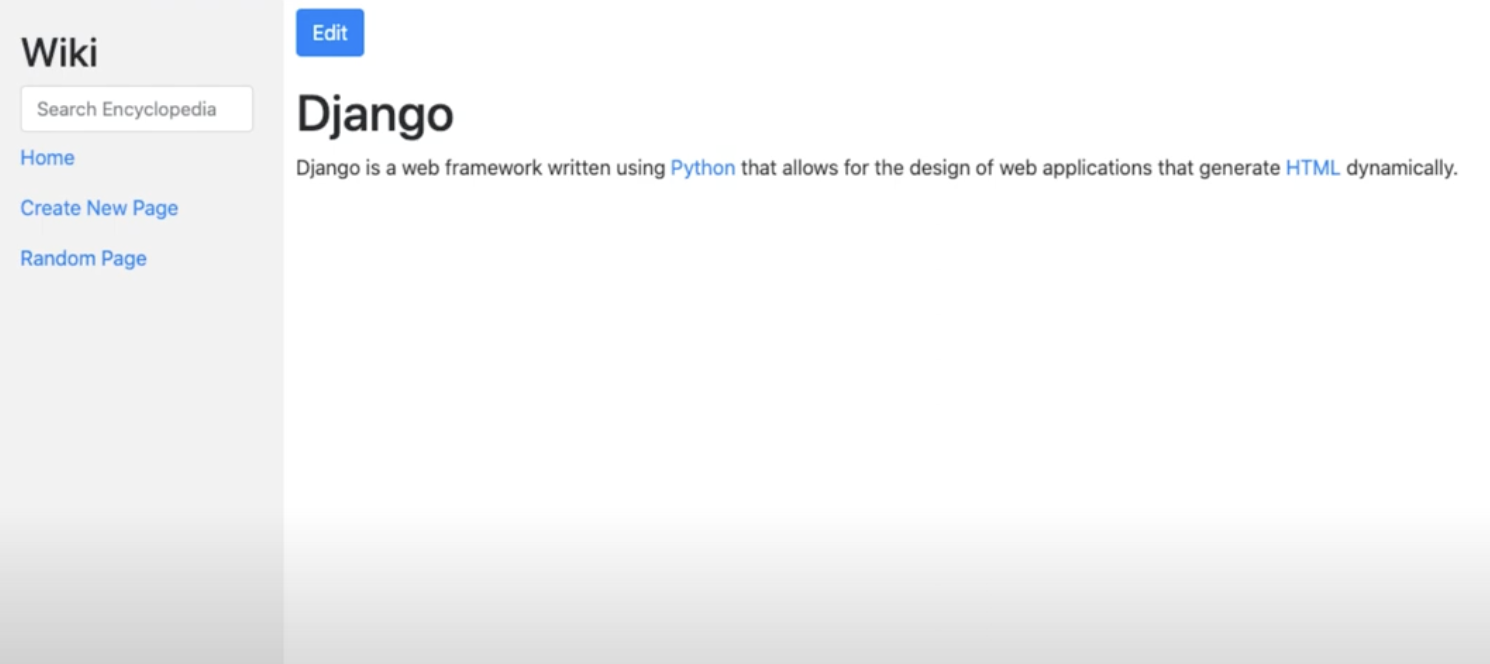 Wiki
Search Encyclopedia
Home
Create New Page
Random Page
Edit
Django
Django is a web framework written using Python that allows for the design of web applications that generate HTML dynamically.